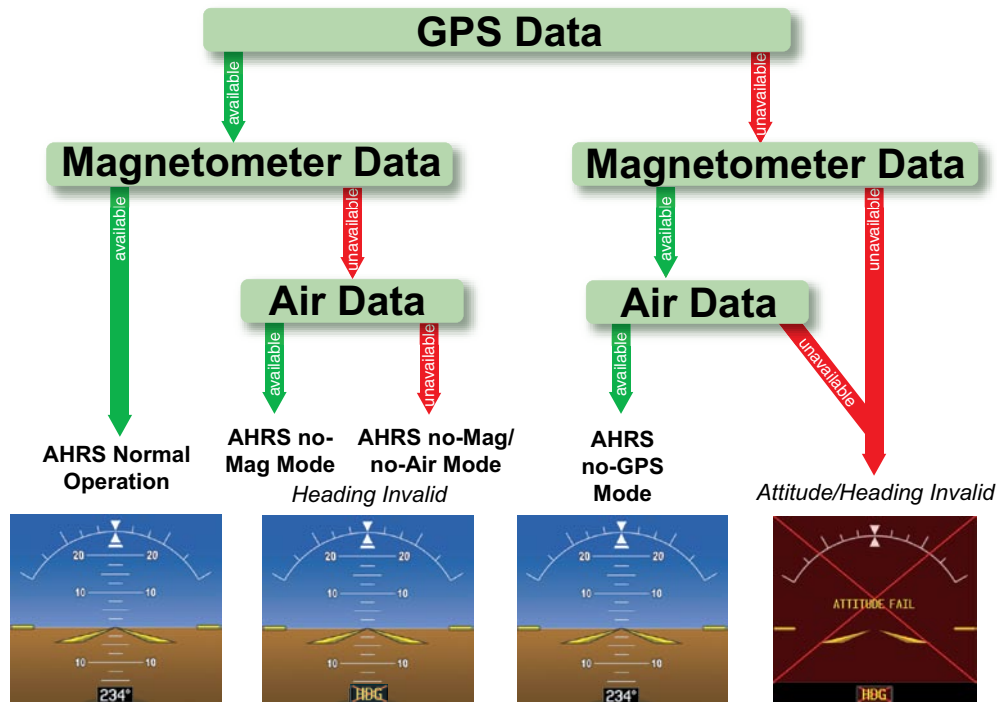 GPS Data
available
unavailable
Magnetometer Data
Magnetometer Data
available
unavailable
available
unavailable
Air Data
Air Data
available
unavailable
available
unavailable
AHRS Normal
Operation
AHRS no-
Mag Mode
AHRS no-Mag/
no-Air Mode
Heading Invalid
AHRS
no-GPS
Mode
Attitude/Heading Invalid
20 20
10 10
10 10
234°
20 20
10 10
10 10
HDG
20 20
10 10
10 10
234°
ATTITUDE FAIL
HDG